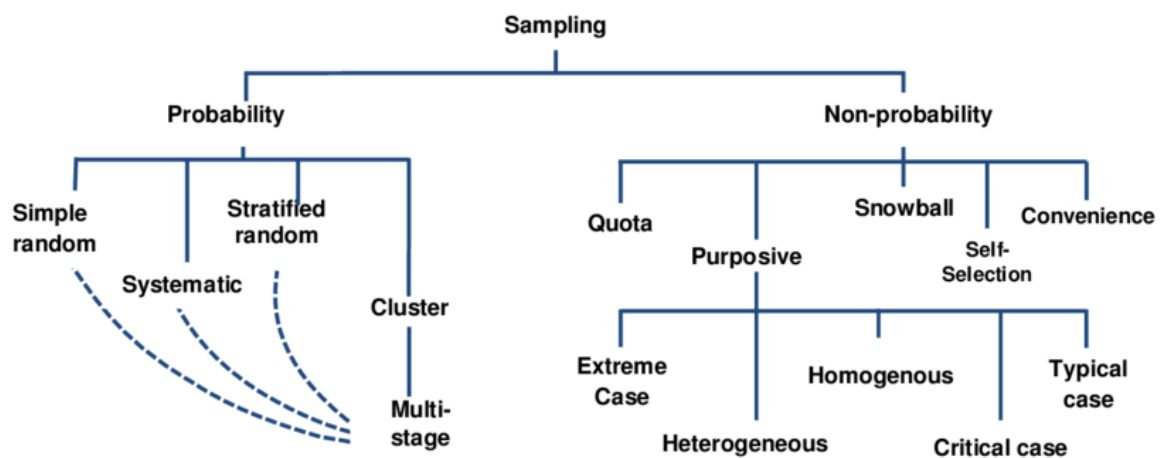 Sampling
Probability
Non-probability
Simple
random
Systematic
Stratified
random
Cluster
Multi-
stage
Quota
Purposive
Snowball
Self-
Selection
Convenience
Extreme
Case
Heterogeneous
Homogenous
Critical case
Typical
case